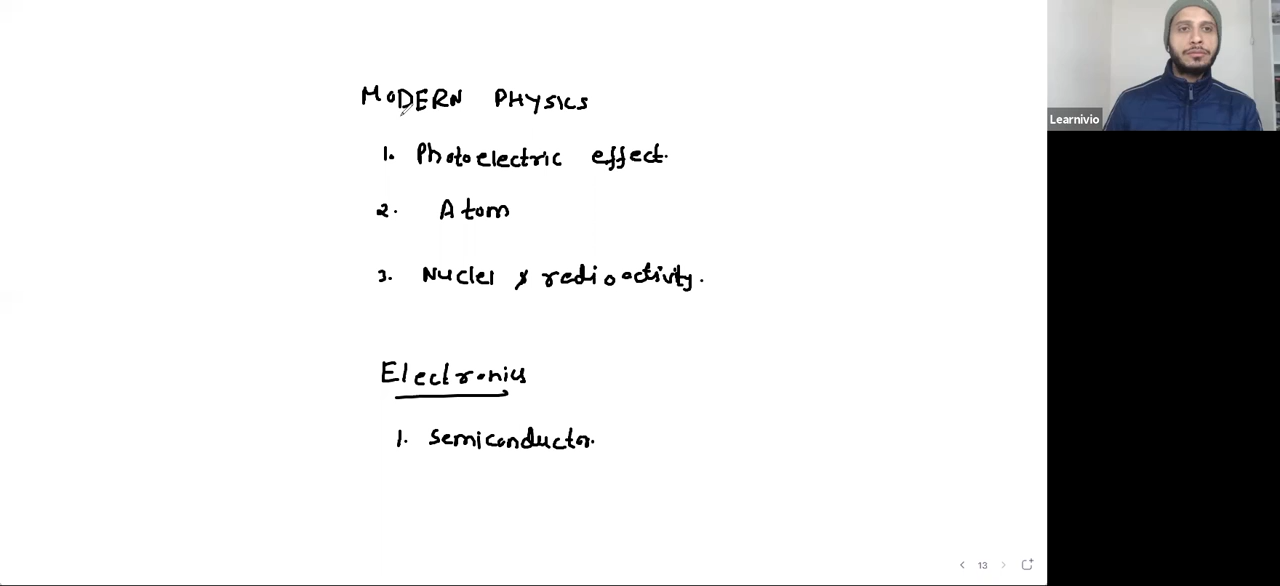 MODERN PHYSICS
1. Photoelectric effect.
2. Atom
3. Nuclei & radioactivity.
Electronics
1. Semiconductor.
Learnivio
13